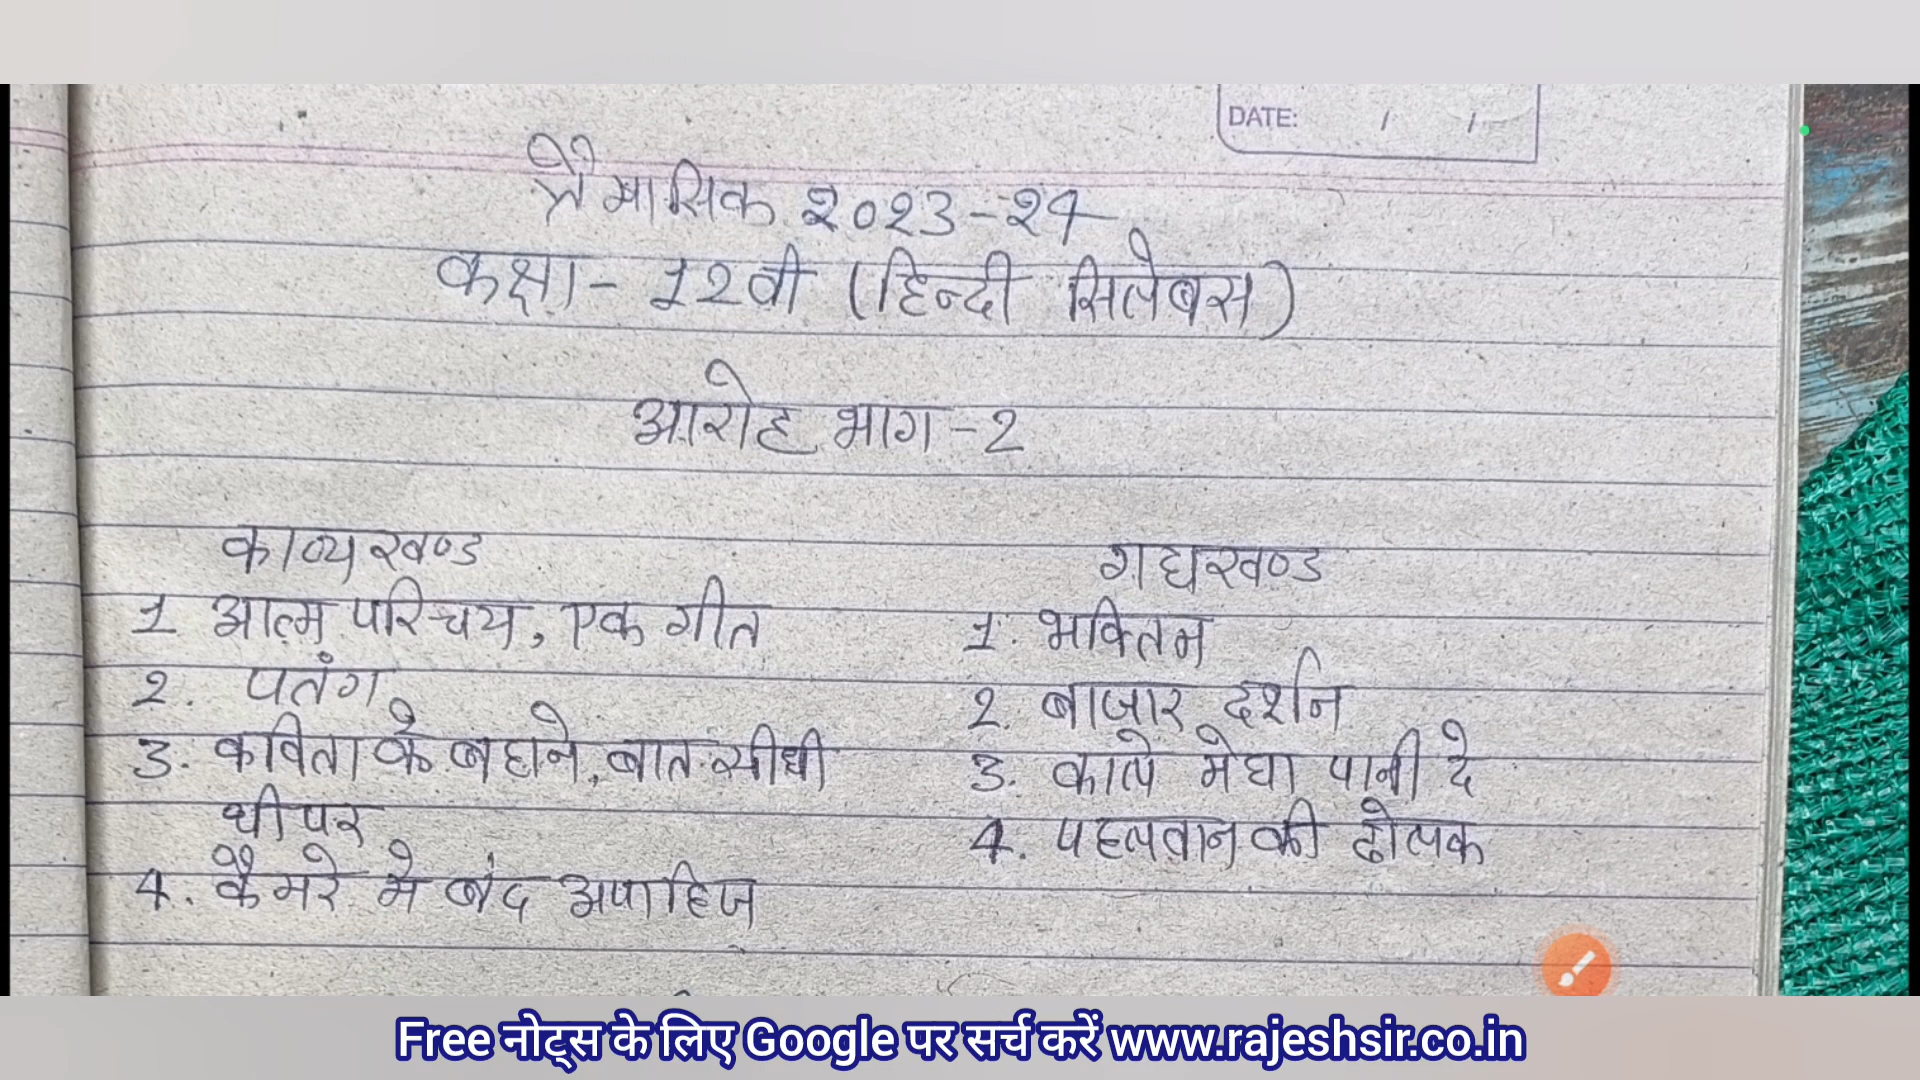 DATE: / /
त्रैमासिक 2023-24
कक्षा - 12वी (हिन्दी सिलेबस)
आरोह भाग - 2
काव्यखण्ड
1 आत्म परिचय, एक गीत
2. पतंग
3. कविता के बहाने, बात सीधी
थी पर
4. कैमरे मे बंद अपाहिज
गद्यखण्ड
1. भक्तिन
2. बाजार दर्शन
3. काले मेघा पानी दे
4. पहलवान की ढोलक
Free नोट्स के लिए Google पर सर्च करें www.rajeshsir.co.in